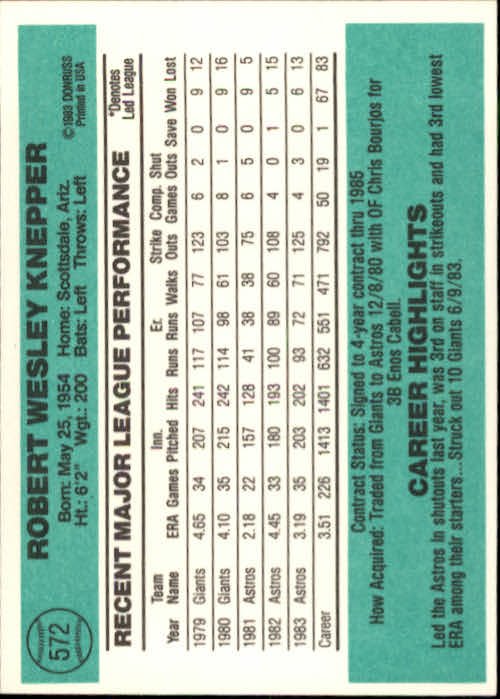 572
ROBERT WESLEY KNEPPER
©1983 DONRUSS
Printed in USA
Born: May 25, 1954 Home: Scottsdale, Ariz.
Ht.: 6'2" Wgt.: 200 Bats: Left Throws: Left
RECENT MAJOR LEAGUE PERFORMANCE
*Denotes
Led League
Team Inn. Er. Strike Comp. Shut
Year Name ERA Games Pitched Hits Runs Runs Walks Outs Games Outs Save Won Lost
1979 Giants 4.65 34 207 241 117 107 77 123 6 2 0 9 12
1980 Giants 4.10 35 215 242 114 98 61 103 8 1 0 9 16
1981 Astros 2.18 22 157 128 41 38 38 75 6 5 0 9 5
1982 Astros 4.45 33 180 193 100 89 60 108 4 0 1 5 15
1983 Astros 3.19 35 203 202 93 72 71 125 4 3 0 6 13
Career 3.51 226 1413 1401 632 551 471 792 50 19 1 67 83
Contract Status: Signed to 4-year contract thru 1985
How Acquired: Traded from Giants to Astros 12/8/80 with OF Chris Bourjos for
3B Enos Cabell.
CAREER HIGHLIGHTS
Led the Astros in shutouts last year, was 3rd on staff in strikeouts and had 3rd lowest
ERA among their starters....Struck out 10 Giants 6/9/83.